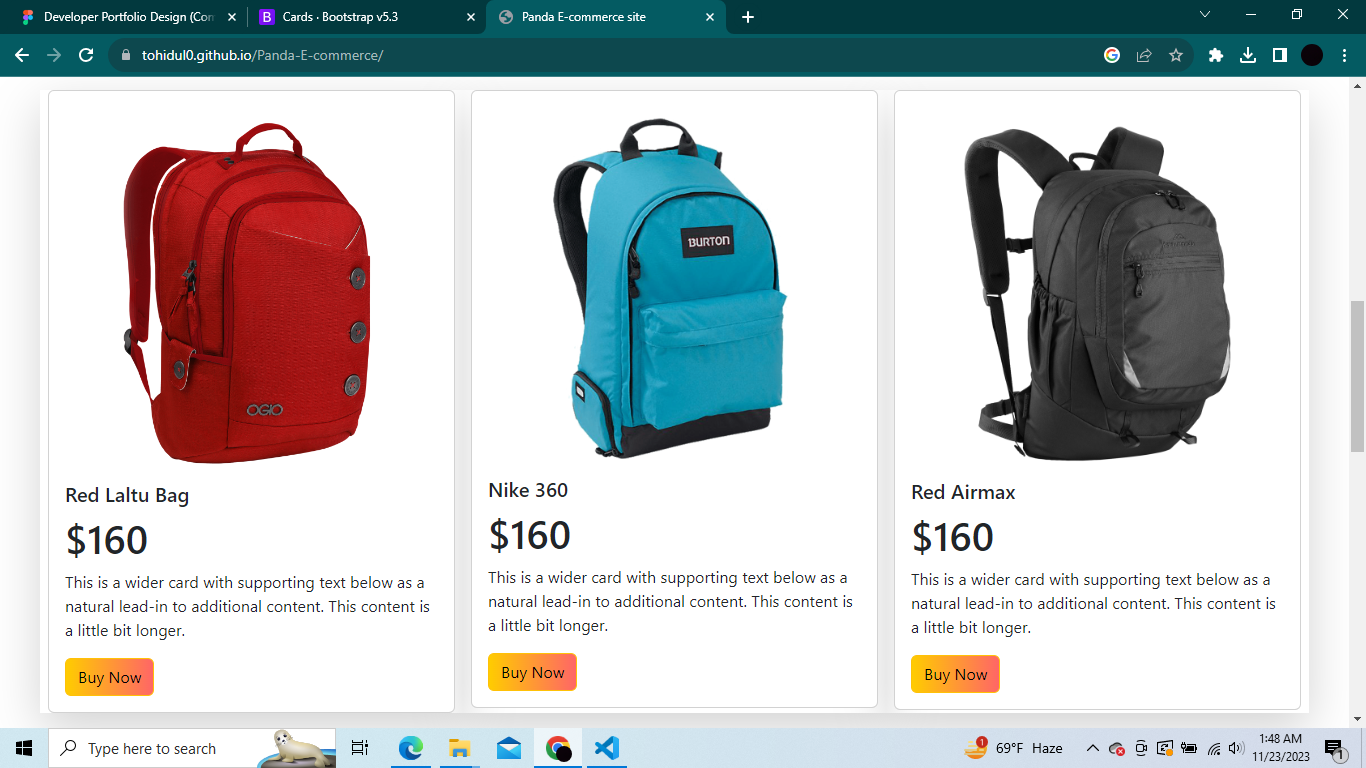 Developer Portfolio Design (Con
Cards · Bootstrap v5.3
Panda E-commerce site
tohidul0.github.io/Panda-E-commerce/
OGIO
BURTON
Red Laltu Bag
$160
This is a wider card with supporting text below as a
natural lead-in to additional content. This content is
a little bit longer.
Buy Now
Nike 360
$160
This is a wider card with supporting text below as a
natural lead-in to additional content. This content is
a little bit longer.
Buy Now
Red Airmax
$160
This is a wider card with supporting text below as a
natural lead-in to additional content. This content is
a little bit longer.
Buy Now
Type here to search
1
69°F Haze
1:48 AM
11/23/2023
1